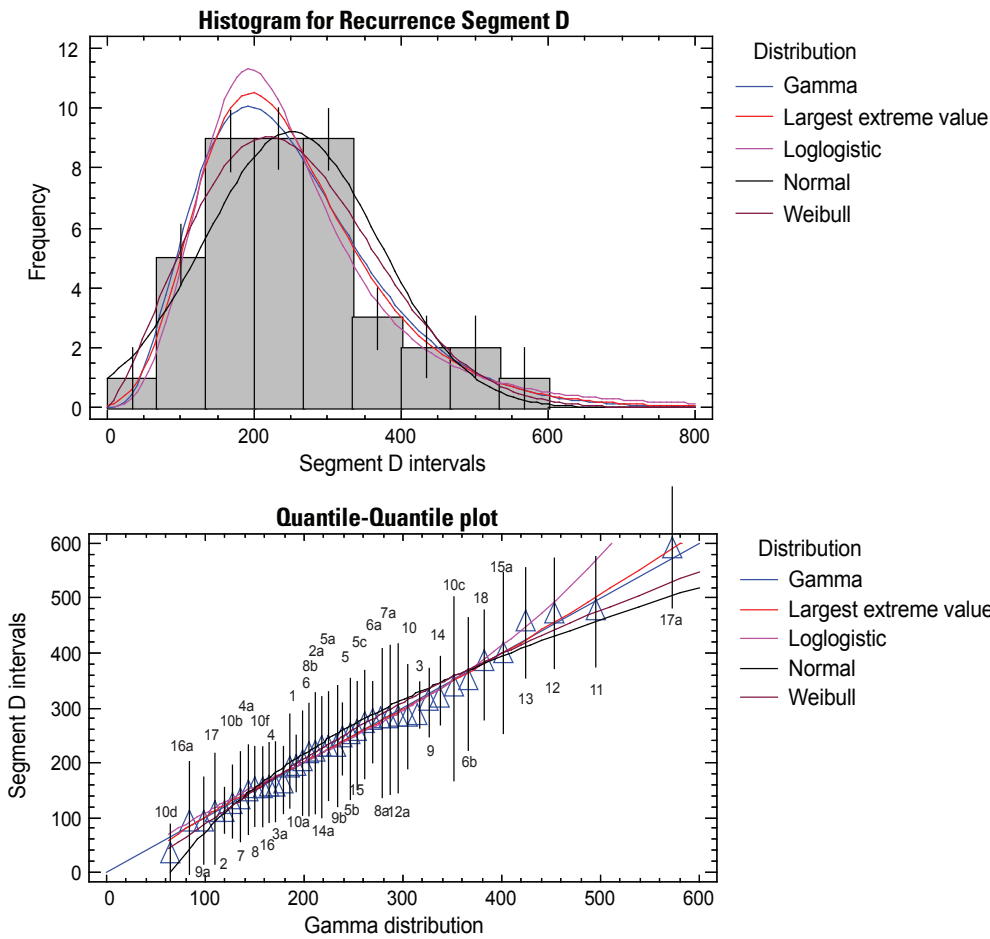 Histogram for Recurrence Segment D
12
10
8
6
4
2
0
Frequency
0 200 400 600 800
Segment D intervals
Distribution
Gamma
Largest extreme value
Loglogistic
Normal
Weibull
Quantile-Quantile plot
600
500
400
300
200
100
0
Segment D intervals
10d
16a
9a
17
2
10b
7
4a
8
10f
16
4
3a
1
10a
6
8b
2a
14a
5a
9b
5
5b
5c
15
6a
7a
8a
12a
10
3
9
14
10c
6b
18
15a
13
12
11
17a
0 100 200 300 400 500 600
Gamma distribution
Distribution
Gamma
Largest extreme value
Loglogistic
Normal
Weibull